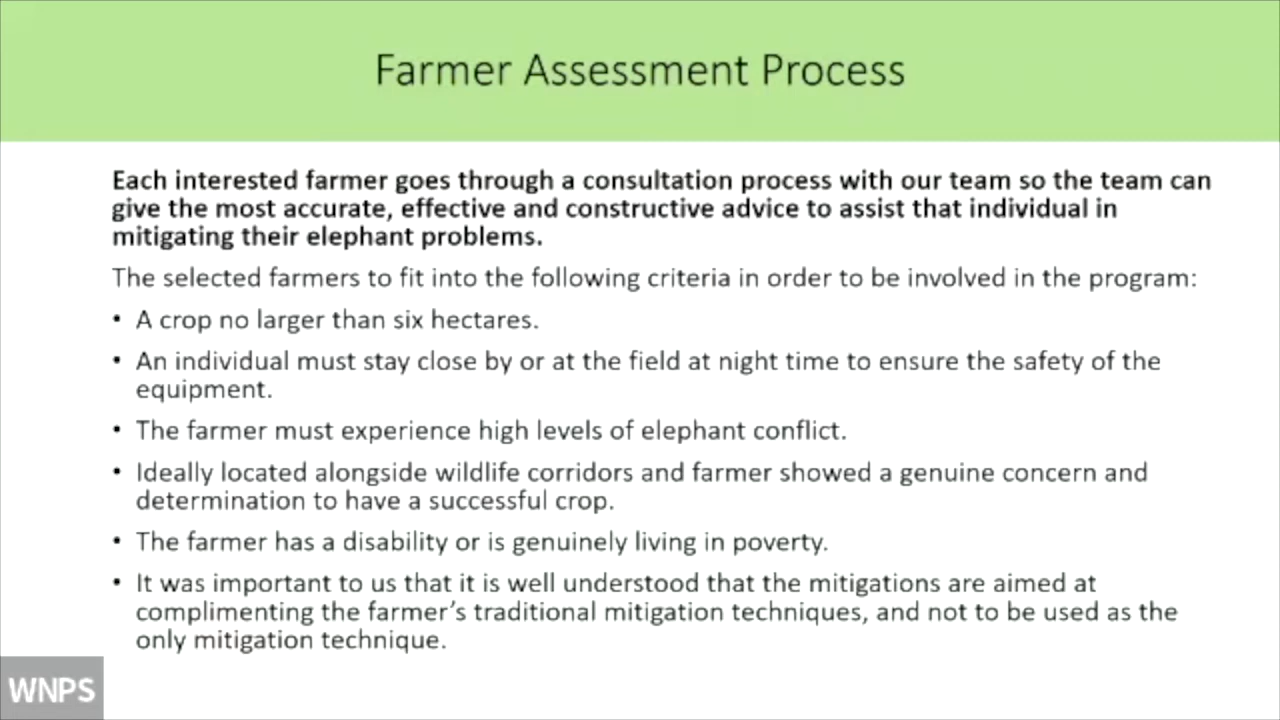 Farmer Assessment Process
Each interested farmer goes through a consultation process with our team so the team can
give the most accurate, effective and constructive advice to assist that individual in
mitigating their elephant problems.
The selected farmers to fit into the following criteria in order to be involved in the program:
• A crop no larger than six hectares.
• An individual must stay close by or at the field at night time to ensure the safety of the
equipment.
• The farmer must experience high levels of elephant conflict.
• Ideally located alongside wildlife corridors and farmer showed a genuine concern and
determination to have a successful crop.
• The farmer has a disability or is genuinely living in poverty.
• It was important to us that it is well understood that the mitigations are aimed at
complimenting the farmer’s traditional mitigation techniques, and not to be used as the
only mitigation technique.
WNPS